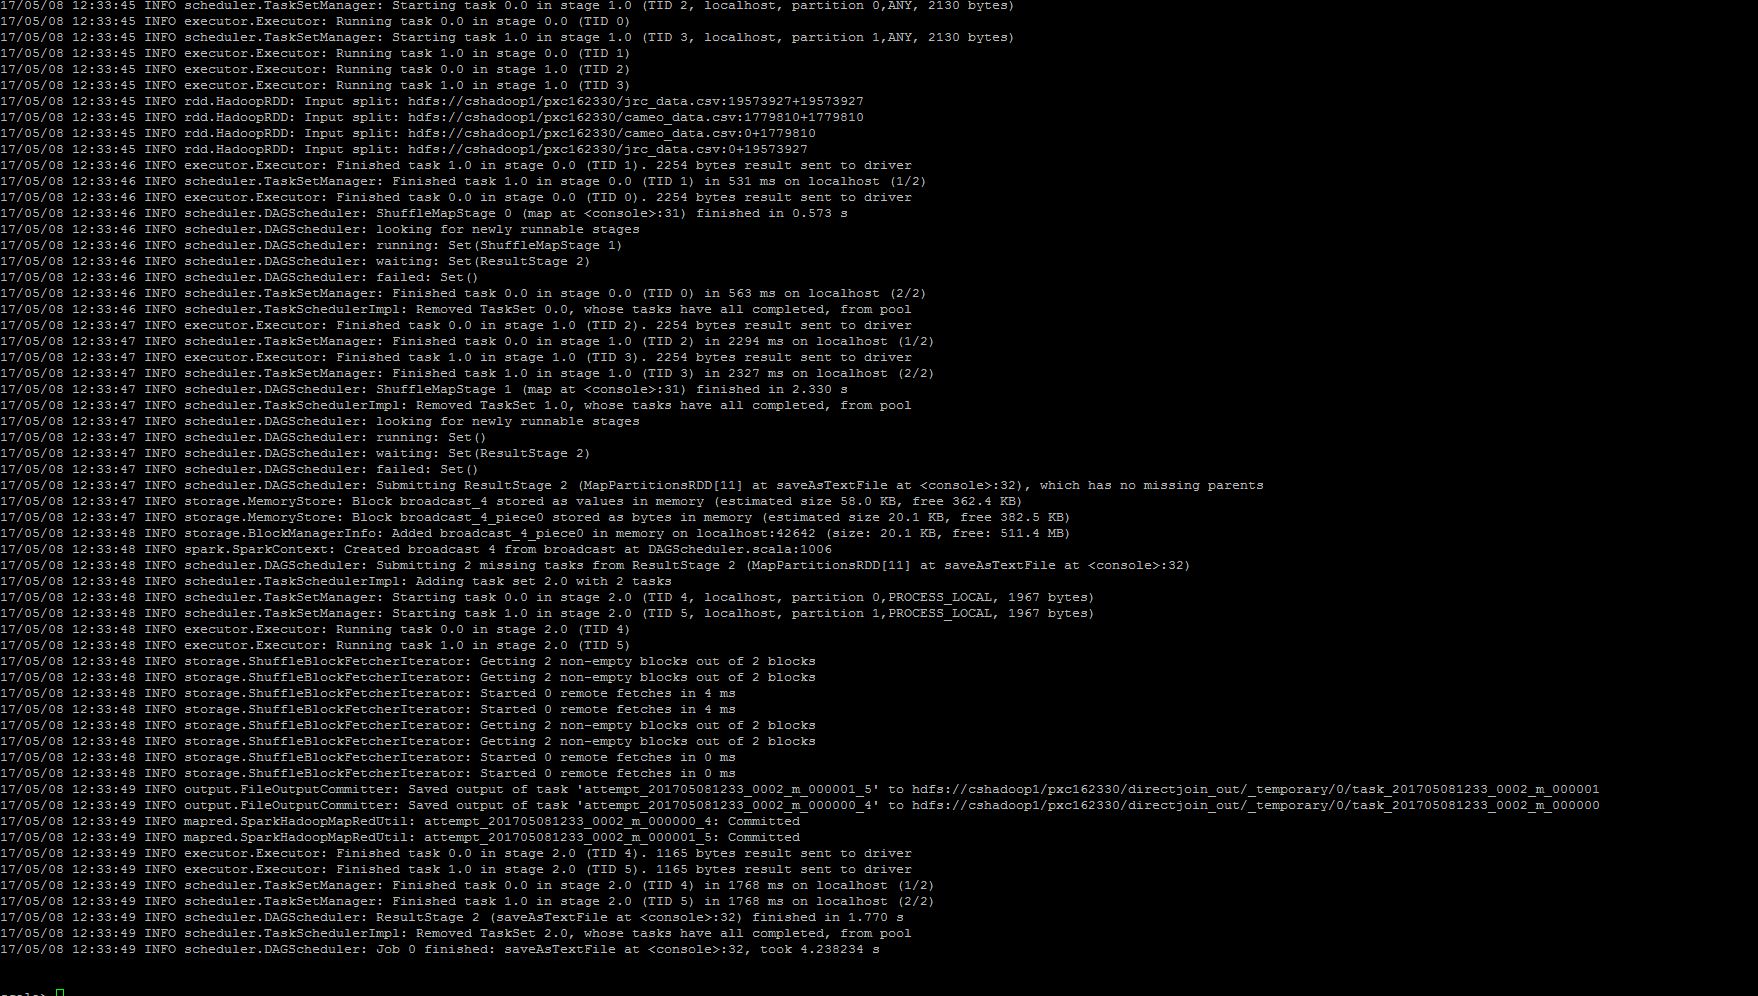 17/05/08 12:33:45 INFO scheduler.TaskSetManager: Starting task 0.0 in stage 1.0 (TID 2, localhost, partition 0,ANY, 2130 bytes)
17/05/08 12:33:45 INFO executor.Executor: Running task 0.0 in stage 0.0 (TID 0)
17/05/08 12:33:45 INFO scheduler.TaskSetManager: Starting task 1.0 in stage 1.0 (TID 3, localhost, partition 1,ANY, 2130 bytes)
17/05/08 12:33:45 INFO executor.Executor: Running task 1.0 in stage 0.0 (TID 1)
17/05/08 12:33:45 INFO executor.Executor: Running task 0.0 in stage 1.0 (TID 2)
17/05/08 12:33:45 INFO executor.Executor: Running task 1.0 in stage 1.0 (TID 3)
17/05/08 12:33:45 INFO rdd.HadoopRDD: Input split: hdfs://cshadoop1/pxc162330/jrc_data.csv:19573927+19573927
17/05/08 12:33:45 INFO rdd.HadoopRDD: Input split: hdfs://cshadoop1/pxc162330/cameo_data.csv:1779810+1779810
17/05/08 12:33:45 INFO rdd.HadoopRDD: Input split: hdfs://cshadoop1/pxc162330/cameo_data.csv:0+1779810
17/05/08 12:33:45 INFO rdd.HadoopRDD: Input split: hdfs://cshadoop1/pxc162330/jrc_data.csv:0+19573927
17/05/08 12:33:46 INFO executor.Executor: Finished task 1.0 in stage 0.0 (TID 1). 2254 bytes result sent to driver
17/05/08 12:33:46 INFO scheduler.TaskSetManager: Finished task 1.0 in stage 0.0 (TID 1) in 531 ms on localhost (1/2)
17/05/08 12:33:46 INFO executor.Executor: Finished task 0.0 in stage 0.0 (TID 0). 2254 bytes result sent to driver
17/05/08 12:33:46 INFO scheduler.DAGScheduler: ShuffleMapStage 0 (map at <console>:31) finished in 0.573 s
17/05/08 12:33:46 INFO scheduler.DAGScheduler: looking for newly runnable stages
17/05/08 12:33:46 INFO scheduler.DAGScheduler: running: Set(ShuffleMapStage 1)
17/05/08 12:33:46 INFO scheduler.DAGScheduler: waiting: Set(ResultStage 2)
17/05/08 12:33:46 INFO scheduler.DAGScheduler: failed: Set()
17/05/08 12:33:46 INFO scheduler.TaskSetManager: Finished task 0.0 in stage 0.0 (TID 0) in 563 ms on localhost (2/2)
17/05/08 12:33:46 INFO scheduler.TaskSchedulerImpl: Removed TaskSet 0.0, whose tasks have all completed, from pool
17/05/08 12:33:47 INFO executor.Executor: Finished task 0.0 in stage 1.0 (TID 2). 2254 bytes result sent to driver
17/05/08 12:33:47 INFO scheduler.TaskSetManager: Finished task 0.0 in stage 1.0 (TID 2) in 2294 ms on localhost (1/2)
17/05/08 12:33:47 INFO executor.Executor: Finished task 1.0 in stage 1.0 (TID 3). 2254 bytes result sent to driver
17/05/08 12:33:47 INFO scheduler.TaskSetManager: Finished task 1.0 in stage 1.0 (TID 3) in 2327 ms on localhost (2/2)
17/05/08 12:33:47 INFO scheduler.DAGScheduler: ShuffleMapStage 1 (map at <console>:31) finished in 2.330 s
17/05/08 12:33:47 INFO scheduler.TaskSchedulerImpl: Removed TaskSet 1.0, whose tasks have all completed, from pool
17/05/08 12:33:47 INFO scheduler.DAGScheduler: looking for newly runnable stages
17/05/08 12:33:47 INFO scheduler.DAGScheduler: running: Set()
17/05/08 12:33:47 INFO scheduler.DAGScheduler: waiting: Set(ResultStage 2)
17/05/08 12:33:47 INFO scheduler.DAGScheduler: failed: Set()
17/05/08 12:33:47 INFO scheduler.DAGScheduler: Submitting ResultStage 2 (MapPartitionsRDD[11] at saveAsTextFile at <console>:32), which has no missing parents
17/05/08 12:33:47 INFO storage.MemoryStore: Block broadcast_4 stored as values in memory (estimated size 58.0 KB, free 362.4 KB)
17/05/08 12:33:47 INFO storage.MemoryStore: Block broadcast_4_piece0 stored as bytes in memory (estimated size 20.1 KB, free 382.5 KB)
17/05/08 12:33:48 INFO storage.BlockManagerInfo: Added broadcast_4_piece0 in memory on localhost:42642 (size: 20.1 KB, free: 511.4 MB)
17/05/08 12:33:48 INFO spark.SparkContext: Created broadcast 4 from broadcast at DAGScheduler.scala:1006
17/05/08 12:33:48 INFO scheduler.DAGScheduler: Submitting 2 missing tasks from ResultStage 2 (MapPartitionsRDD[11] at saveAsTextFile at <console>:32)
17/05/08 12:33:48 INFO scheduler.TaskSchedulerImpl: Adding task set 2.0 with 2 tasks
17/05/08 12:33:48 INFO scheduler.TaskSetManager: Starting task 0.0 in stage 2.0 (TID 4, localhost, partition 0,PROCESS_LOCAL, 1967 bytes)
17/05/08 12:33:48 INFO scheduler.TaskSetManager: Starting task 1.0 in stage 2.0 (TID 5, localhost, partition 1,PROCESS_LOCAL, 1967 bytes)
17/05/08 12:33:48 INFO executor.Executor: Running task 0.0 in stage 2.0 (TID 4)
17/05/08 12:33:48 INFO executor.Executor: Running task 1.0 in stage 2.0 (TID 5)
17/05/08 12:33:48 INFO storage.ShuffleBlockFetcherIterator: Getting 2 non-empty blocks out of 2 blocks
17/05/08 12:33:48 INFO storage.ShuffleBlockFetcherIterator: Getting 2 non-empty blocks out of 2 blocks
17/05/08 12:33:48 INFO storage.ShuffleBlockFetcherIterator: Started 0 remote fetches in 4 ms
17/05/08 12:33:48 INFO storage.ShuffleBlockFetcherIterator: Started 0 remote fetches in 4 ms
17/05/08 12:33:48 INFO storage.ShuffleBlockFetcherIterator: Getting 2 non-empty blocks out of 2 blocks
17/05/08 12:33:48 INFO storage.ShuffleBlockFetcherIterator: Getting 2 non-empty blocks out of 2 blocks
17/05/08 12:33:48 INFO storage.ShuffleBlockFetcherIterator: Started 0 remote fetches in 0 ms
17/05/08 12:33:48 INFO storage.ShuffleBlockFetcherIterator: Started 0 remote fetches in 0 ms
17/05/08 12:33:49 INFO output.FileOutputCommitter: Saved output of task 'attempt_201705081233_0002_m_000001_5' to hdfs://cshadoop1/pxc162330/directjoin_out/_temporary/0/task_201705081233_0002_m_000001
17/05/08 12:33:49 INFO output.FileOutputCommitter: Saved output of task 'attempt_201705081233_0002_m_000000_4' to hdfs://cshadoop1/pxc162330/directjoin_out/_temporary/0/task_201705081233_0002_m_000000
17/05/08 12:33:49 INFO mapred.SparkHadoopMapRedUtil: attempt_201705081233_0002_m_000000_4: Committed
17/05/08 12:33:49 INFO mapred.SparkHadoopMapRedUtil: attempt_201705081233_0002_m_000001_5: Committed
17/05/08 12:33:49 INFO executor.Executor: Finished task 0.0 in stage 2.0 (TID 4). 1165 bytes result sent to driver
17/05/08 12:33:49 INFO executor.Executor: Finished task 1.0 in stage 2.0 (TID 5). 1165 bytes result sent to driver
17/05/08 12:33:49 INFO scheduler.TaskSetManager: Finished task 0.0 in stage 2.0 (TID 4) in 1768 ms on localhost (1/2)
17/05/08 12:33:49 INFO scheduler.TaskSetManager: Finished task 1.0 in stage 2.0 (TID 5) in 1768 ms on localhost (2/2)
17/05/08 12:33:49 INFO scheduler.DAGScheduler: ResultStage 2 (saveAsTextFile at <console>:32) finished in 1.770 s
17/05/08 12:33:49 INFO scheduler.TaskSchedulerImpl: Removed TaskSet 2.0, whose tasks have all completed, from pool
17/05/08 12:33:49 INFO scheduler.DAGScheduler: Job 0 finished: saveAsTextFile at <console>:32, took 4.238234 s